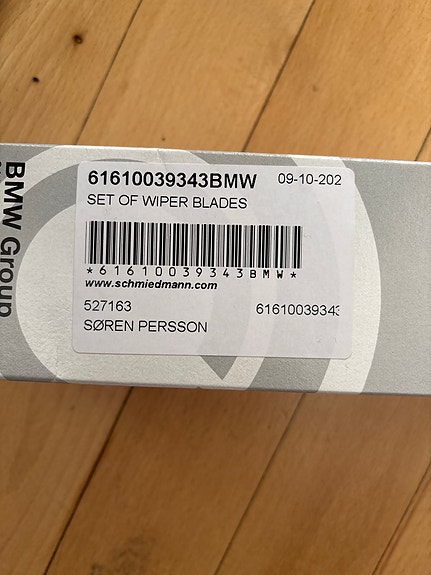 BMW Group
61610039343BMW 09-10-202
SET OF WIPER BLADES
*61610039343BMW*
www.schmiedmann.com
527163 61610039343
SØREN PERSSON